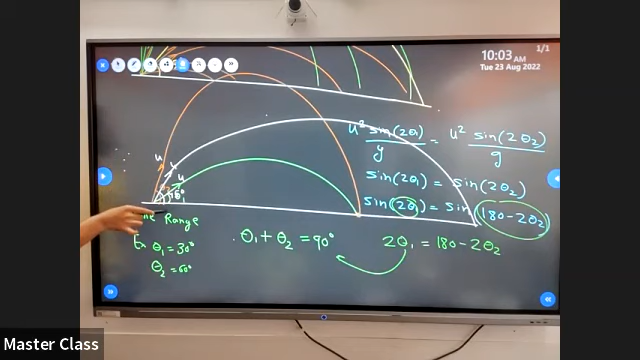 10:03 AM
Tue 23 Aug 2022
1/1
u² sin(2θ₁)/g = u² sin(2θ₂)/g
sin(2θ₁) = sin(2θ₂)
sin(2θ₁) = sin(180-2θ₂)
u
u
θ₁
Range
θ₁ + θ₂ = 90°
2θ₁ = 180-2θ₂
θ₁ = 30°
θ₂ = 60°
Master Class